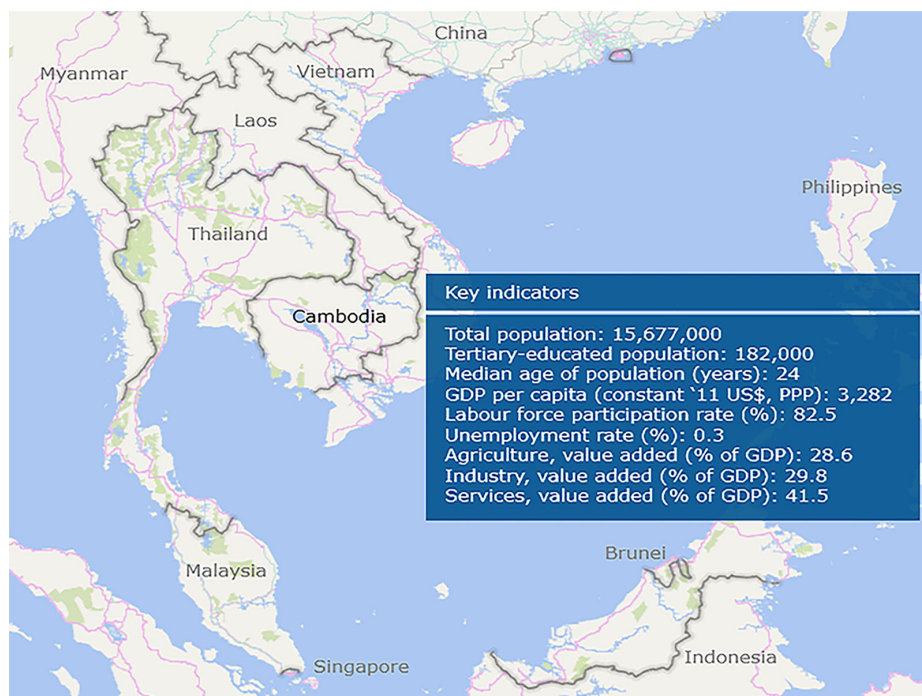 China
Myanmar
Vietnam
Laos
Philippines
Thailand
Cambodia
Key indicators
Total population: 15,677,000
Tertiary-educated population: 182,000
Median age of population (years): 24
GDP per capita (constant `11 US$, PPP): 3,282
Labour force participation rate (%): 82.5
Unemployment rate (%): 0.3
Agriculture, value added (% of GDP): 28.6
Industry, value added (% of GDP): 29.8
Services, value added (% of GDP): 41.5
Brunei
Malaysia
Singapore
Indonesia